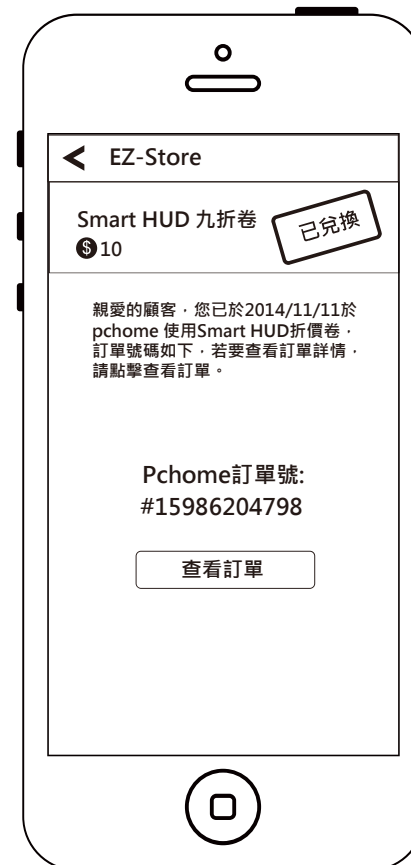 EZ-Store
Smart HUD 九折卷
已兌換
$10
親愛的顧客，您已於2014/11/11於
pchome 使用Smart HUD折價卷，
訂單號碼如下，若要查看訂單詳情，
請點擊查看訂單。
Pchome訂單號:
#15986204798
查看訂單